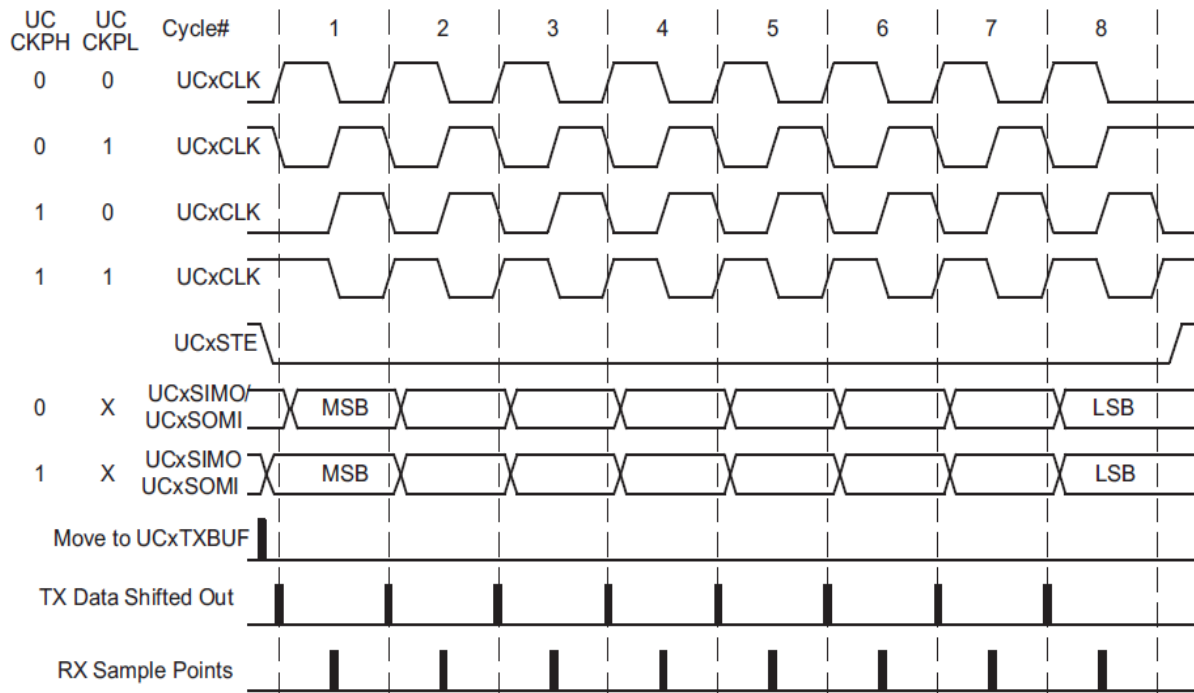 UC UC Cycle# 1 2 3 4 5 6 7 8
CKPH CKPL
0 0 UCxCLK
0 1 UCxCLK
1 0 UCxCLK
1 1 UCxCLK
UCxSTE
0 X UCxSIMO/ MSB LSB
UCxSOMI
1 X UCxSIMO MSB LSB
UCxSOMI
Move to UCxTXBUF
TX Data Shifted Out
RX Sample Points